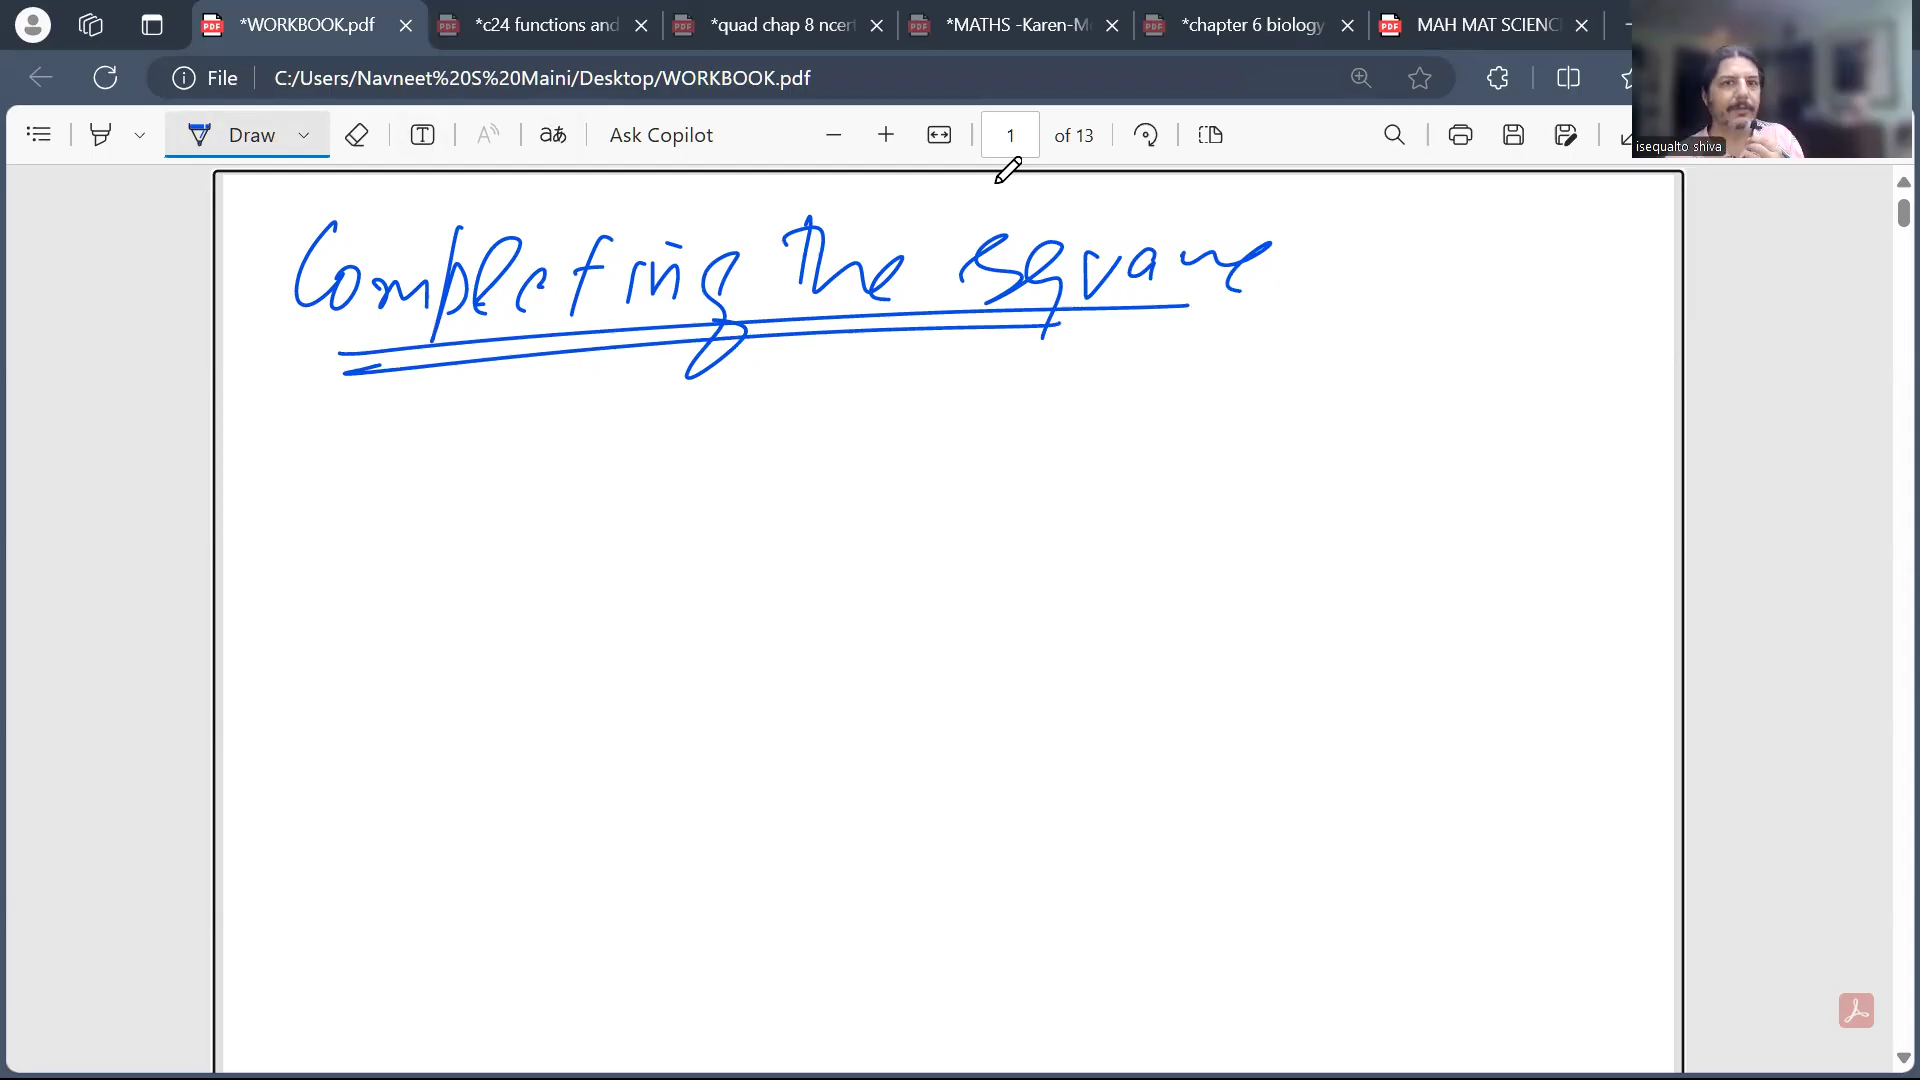 *WORKBOOK.pdf
*c24 functions and
*quad chap 8 ncert
*MATHS -Karen-M
*chapter 6 biology
MAH MAT SCIENC
File
C:/Users/Navneet%20S%20Maini/Desktop/WORKBOOK.pdf
Draw
Ask Copilot
1
of 13
isequalto shiva
Completing the square